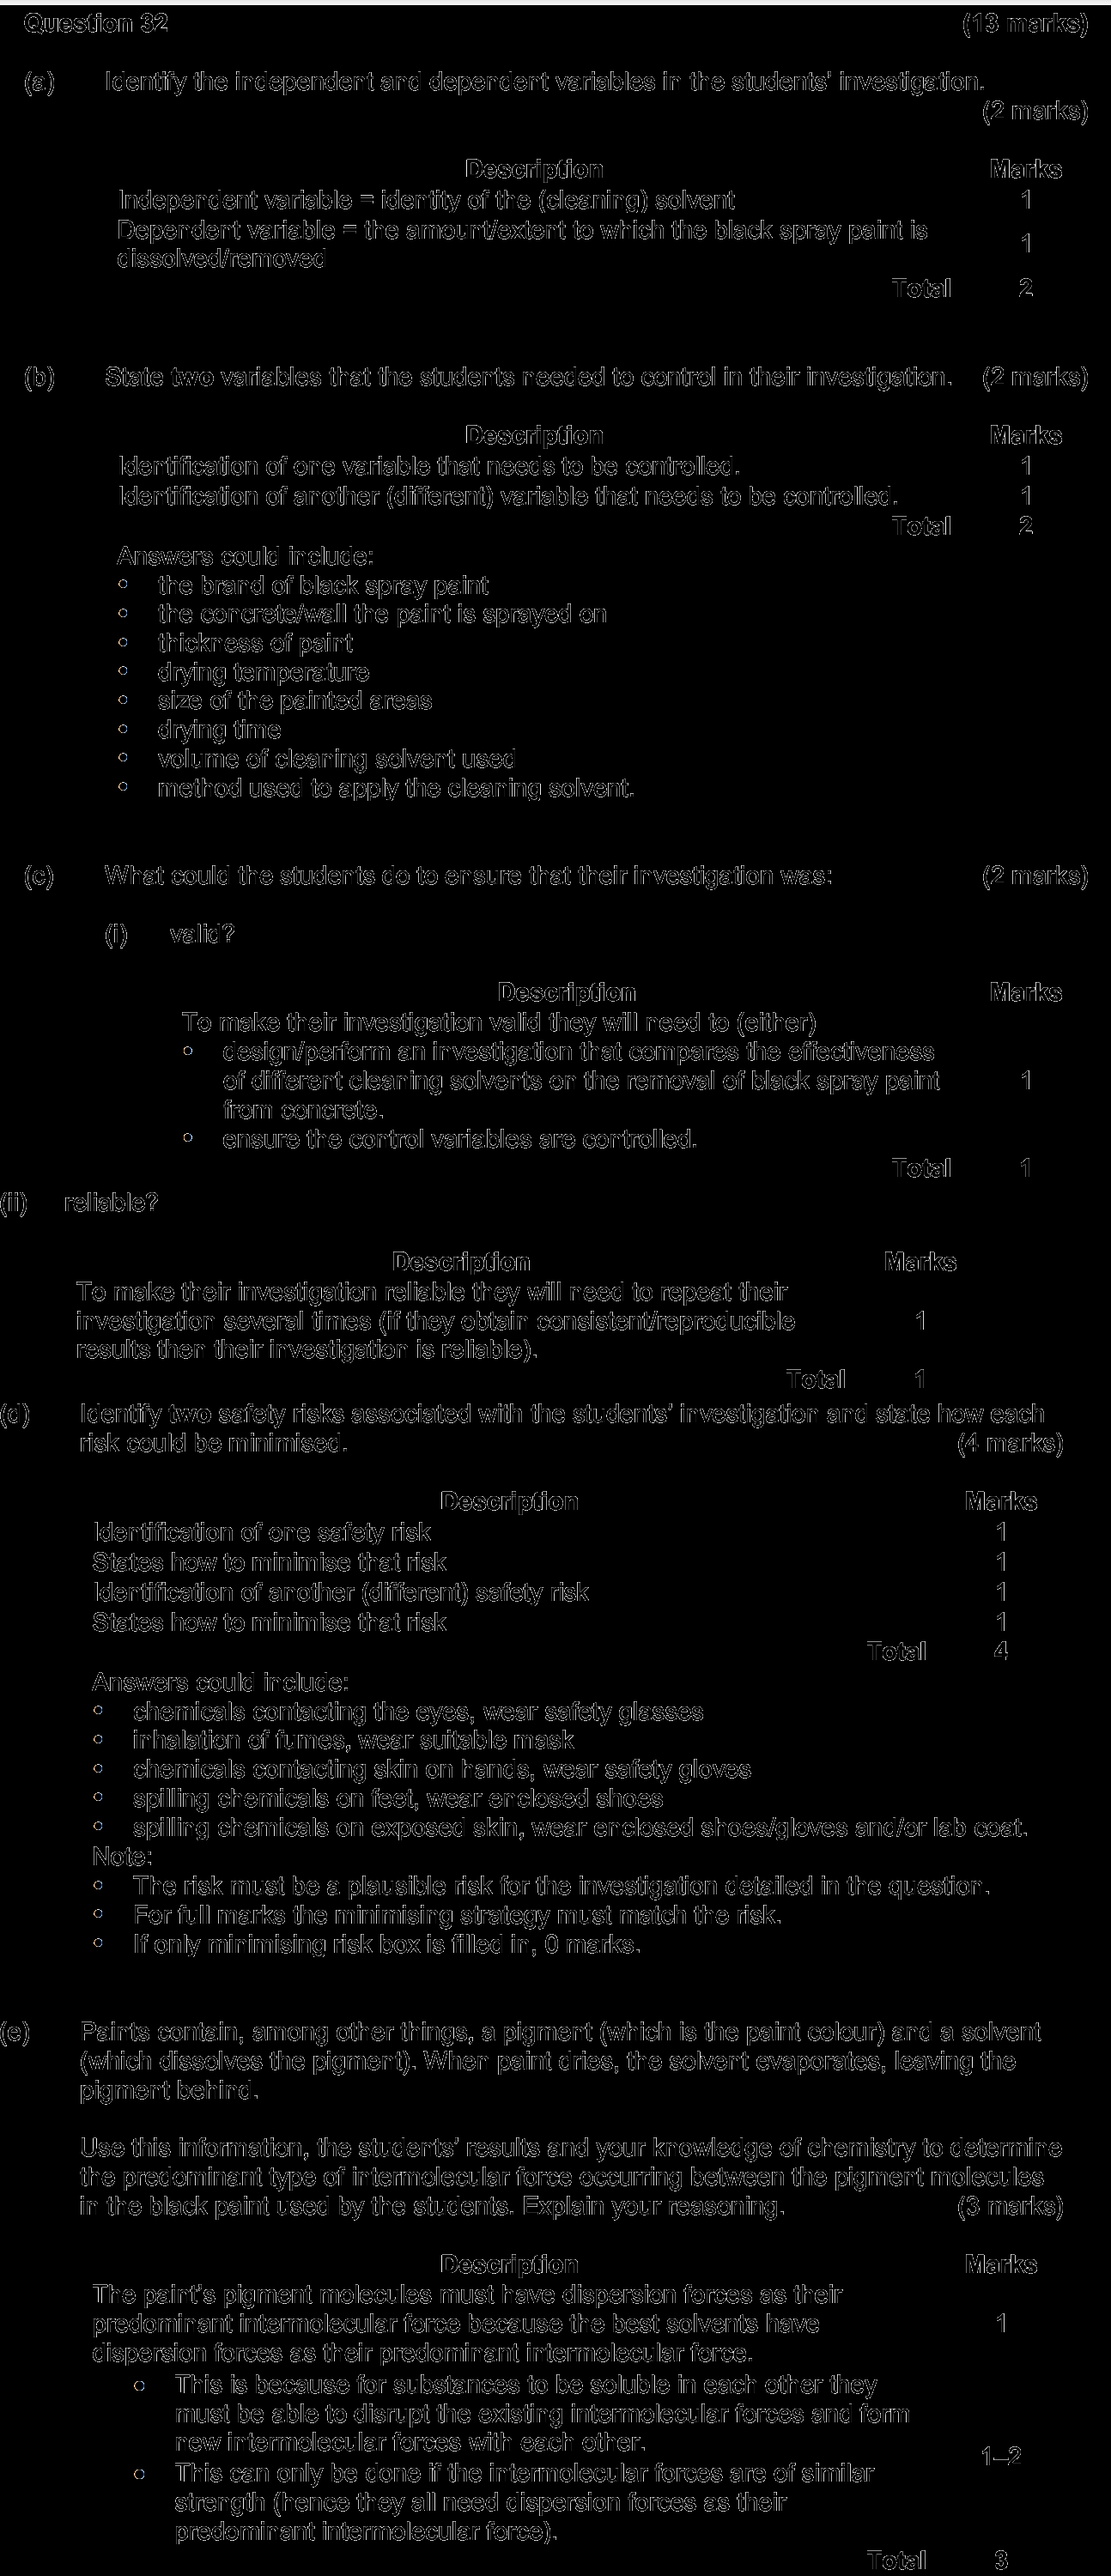 Question 32 (13 marks)
(a) Identify the independent and dependent variables in the students' investigation.
(2 marks)
Description Marks
Independent variable = identity of the (cleaning) solvent 1
Dependent variable = the amount/extent to which the black spray paint is
dissolved/removed 1
Total 2
(b) State two variables that the students needed to control in their investigation. (2 marks)
Description Marks
Identification of one variable that needs to be controlled. 1
Identification of another (different) variable that needs to be controlled. 1
Total 2
Answers could include:
° the brand of black spray paint
° the concrete/wall the paint is sprayed on
° thickness of paint
° drying temperature
° size of the painted areas
° drying time
° volume of cleaning solvent used
° method used to apply the cleaning solvent.
(c) What could the students do to ensure that their investigation was: (2 marks)
(i) valid?
Description Marks
To make their investigation valid they will need to (either)
° design/perform an investigation that compares the effectiveness
of different cleaning solvents on the removal of black spray paint 1
from concrete.
° ensure the control variables are controlled.
Total 1
(ii) reliable?
Description Marks
To make their investigation reliable they will need to repeat their
investigation several times (if they obtain consistent/reproducible 1
results then their investigation is reliable).
Total 1
(d) Identify two safety risks associated with the students' investigation and state how each
risk could be minimised. (4 marks)
Description Marks
Identification of one safety risk 1
States how to minimise that risk 1
Identification of another (different) safety risk 1
States how to minimise that risk 1
Total 4
Answers could include:
° chemicals contacting the eyes, wear safety glasses
° inhalation of fumes, wear suitable mask
° chemicals contacting skin on hands, wear safety gloves
° spilling chemicals on feet, wear enclosed shoes
° spilling chemicals on exposed skin, wear enclosed shoes/gloves and/or lab coat.
Note:
° The risk must be a plausible risk for the investigation detailed in the question.
° For full marks the minimising strategy must match the risk.
° If only minimising risk box is filled in, 0 marks.
(e) Paints contain, among other things, a pigment (which is the paint colour) and a solvent
(which dissolves the pigment). When paint dries, the solvent evaporates, leaving the
pigment behind.
Use this information, the students' results and your knowledge of chemistry to determine
the predominant type of intermolecular force occurring between the pigment molecules
in the black paint used by the students. Explain your reasoning. (3 marks)
Description Marks
The paint's pigment molecules must have dispersion forces as their
predominant intermolecular force because the best solvents have 1
dispersion forces as their predominant intermolecular force.
° This is because for substances to be soluble in each other they
must be able to disrupt the existing intermolecular forces and form
new intermolecular forces with each other.
1–2
° This can only be done if the intermolecular forces are of similar
strength (hence they all need dispersion forces as their
predominant intermolecular force).
Total 3